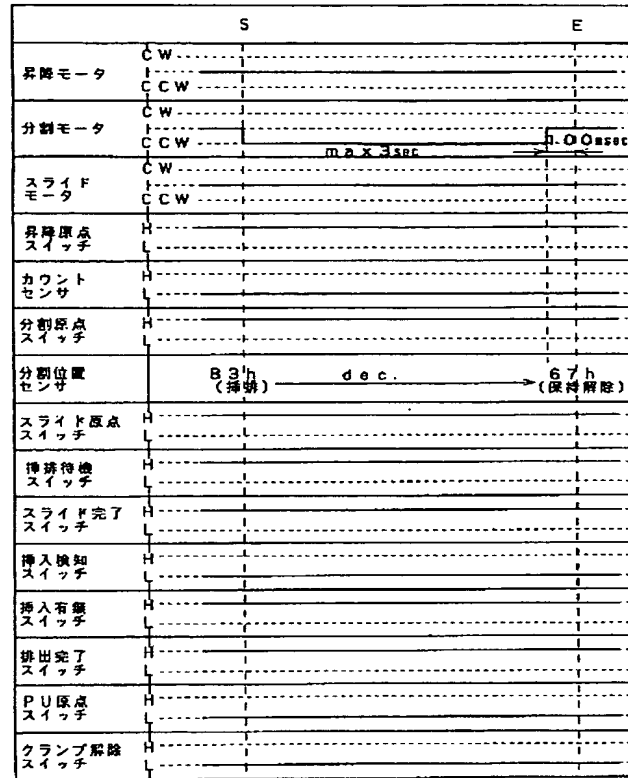 S E
昇降モータ CW CCW
分割モータ CW CCW max 3sec 100msec
スライド
モータ CW CCW
昇降原点
スイッチ H L
カウント
センサ H L
分割原点
スイッチ H L
分割位置
センサ 83h dec. 67h
(挿排) (保持解除)
スライド原点
スイッチ H L
挿排待機
スイッチ H L
スライド完了
スイッチ H L
挿入検知
スイッチ H L
挿入有無
スイッチ H L
排出完了
スイッチ H L
PU原点
スイッチ H L
クランプ解除
スイッチ H L